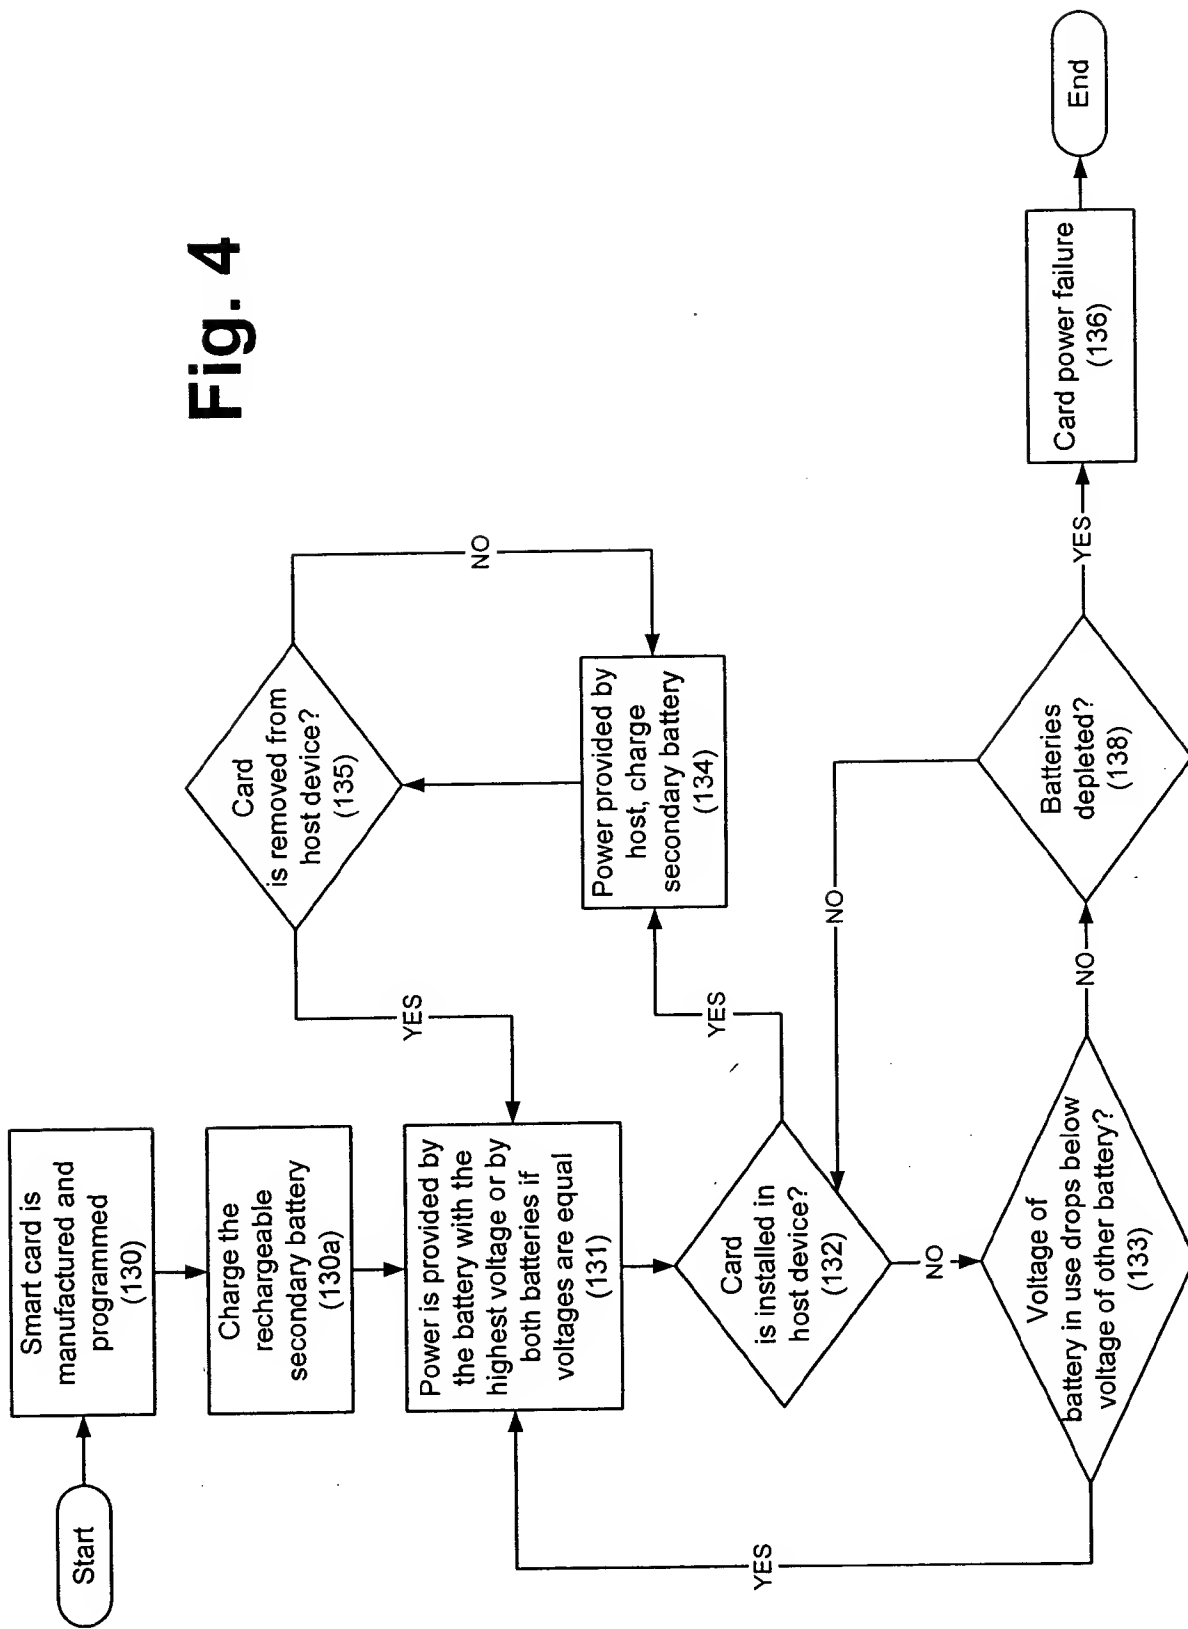 Fig. 4
Start
Smart card is
manufactured and
programmed
(130)
Charge the
rechargeable
secondary battery
(130a)
Power is provided by
the battery with the
highest voltage or by
both batteries if
voltages are equal
(131)
Card
is installed in
host device?
(132)
YES
NO
Power provided by
host, charge
secondary battery
(134)
Card
is removed from
host device?
(135)
YES
NO
Voltage of
battery in use drops below
voltage of other battery?
(133)
YES
NO
Batteries
depleted?
(138)
NO
YES
Card power failure
(136)
End